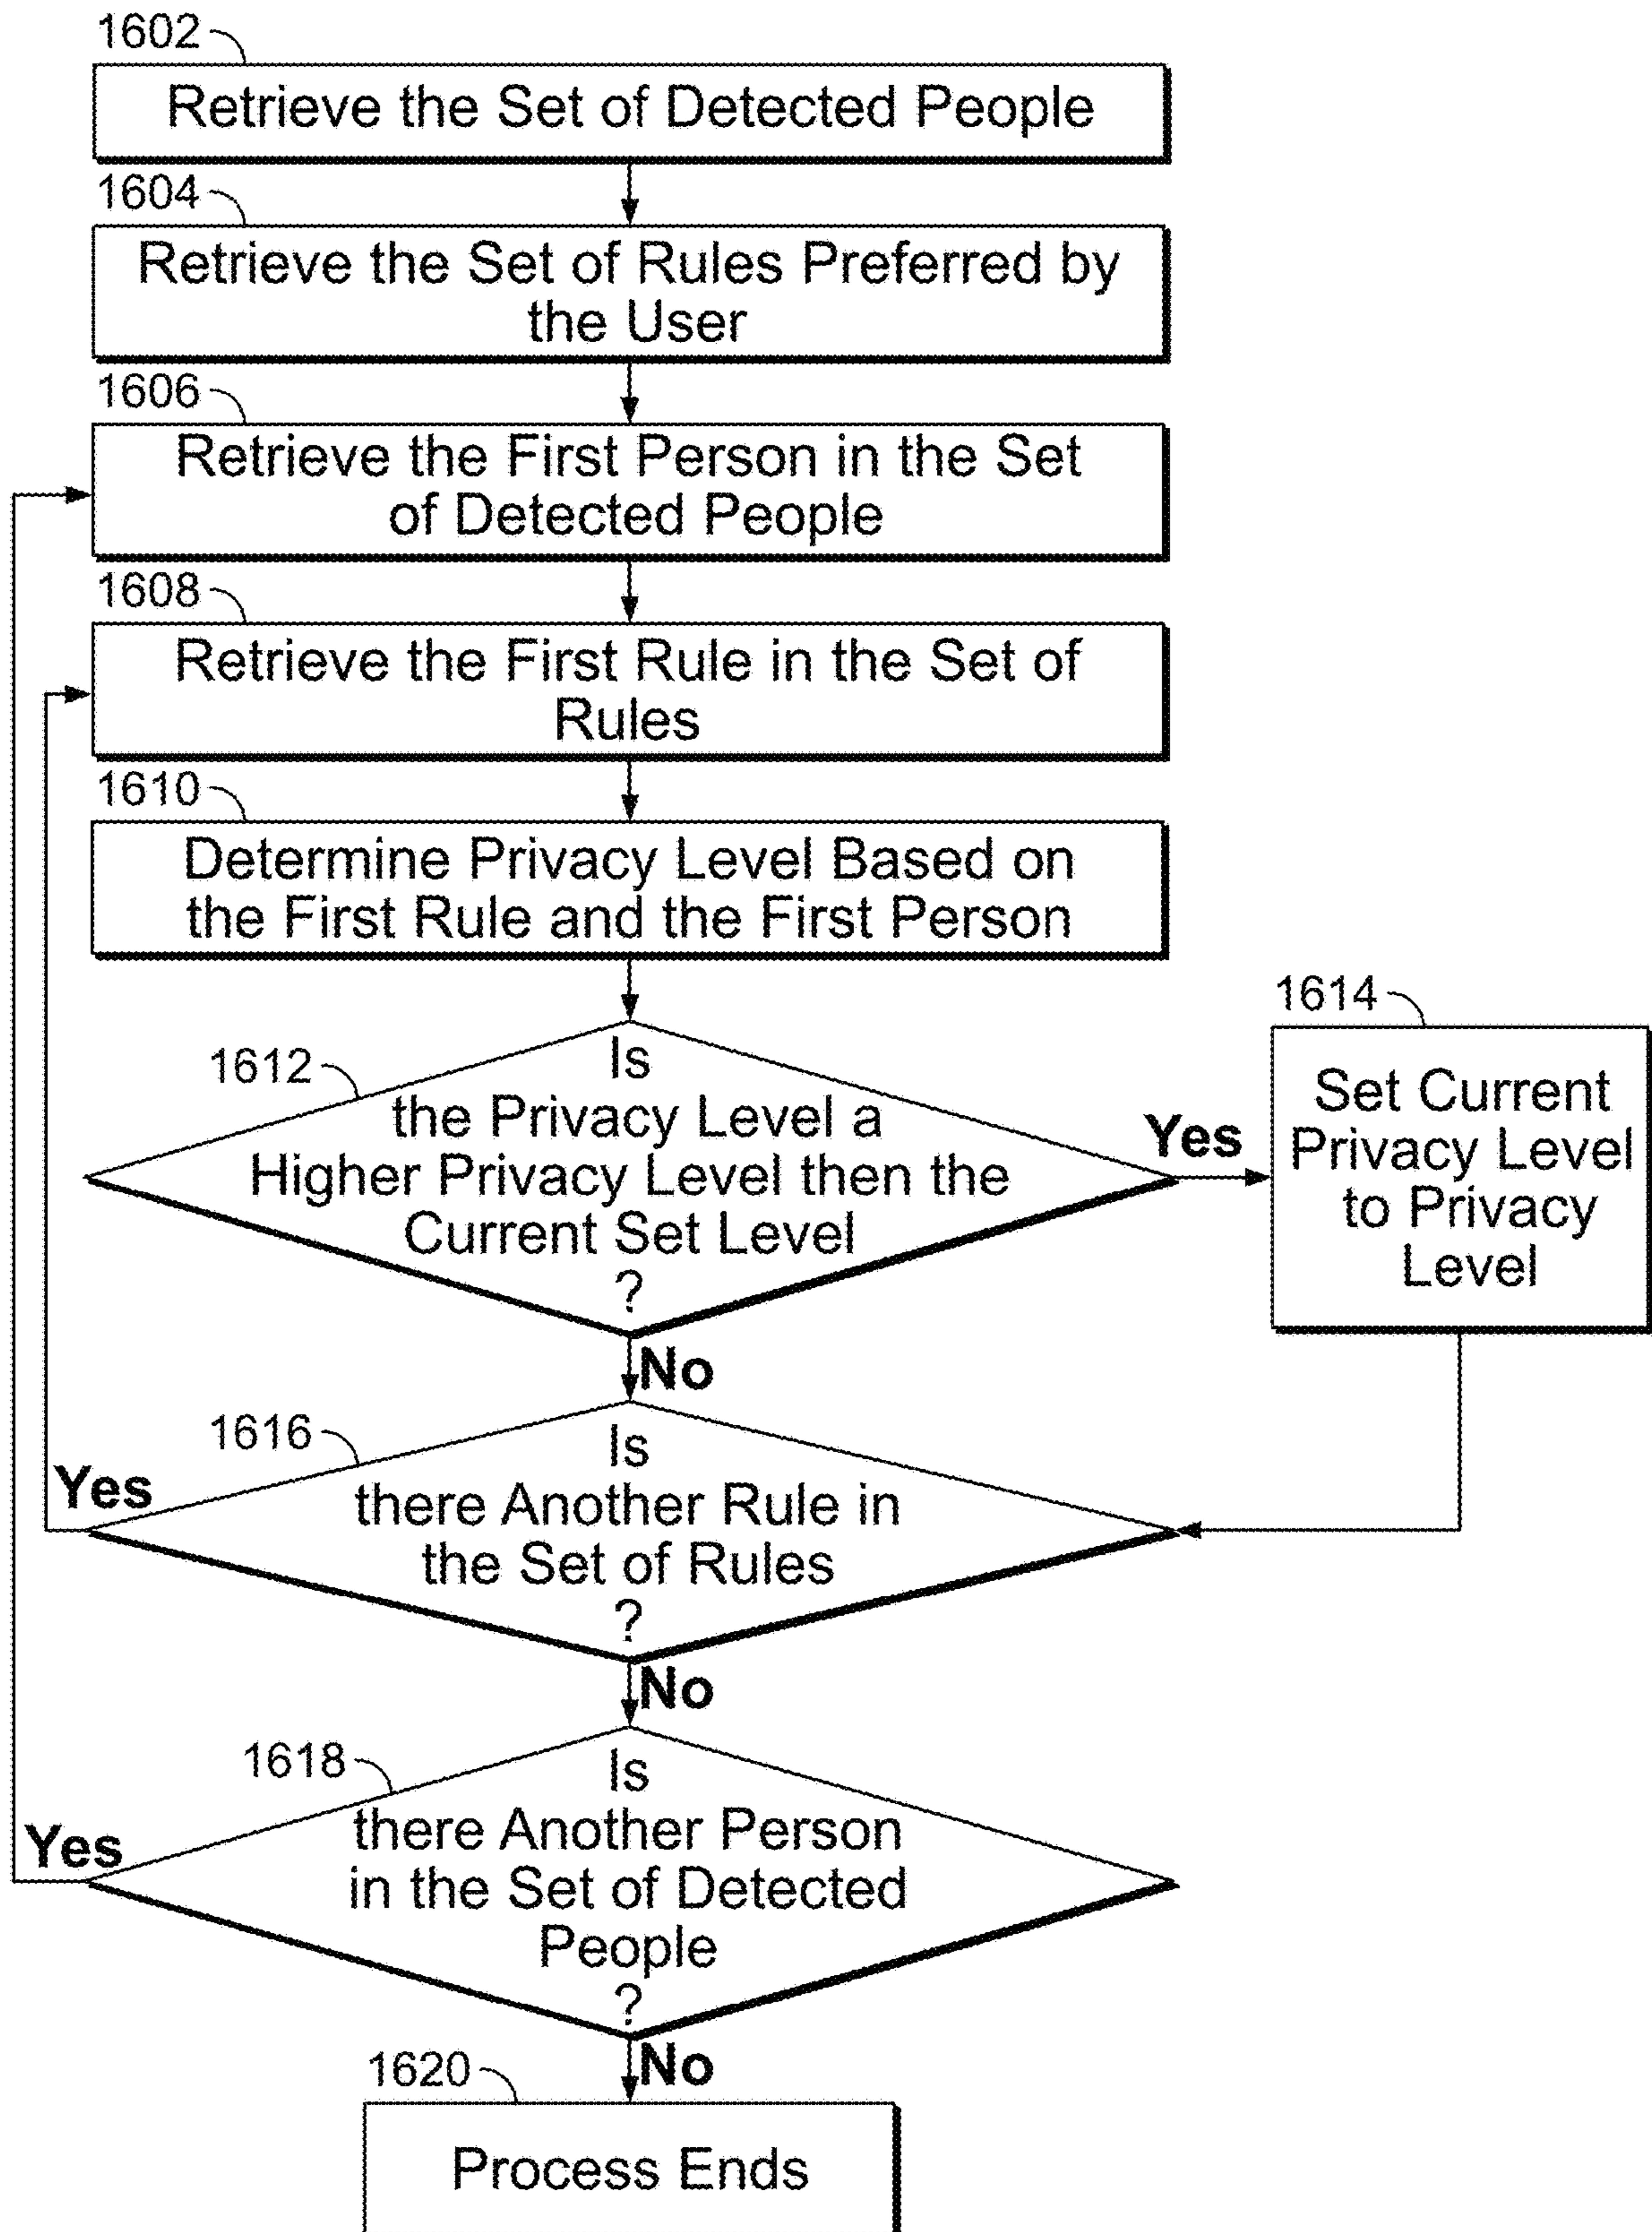 1602
Retrieve the Set of Detected People
1604
Retrieve the Set of Rules Preferred by
the User
1606
Retrieve the First Person in the Set
of Detected People
1608
Retrieve the First Rule in the Set of
Rules
1610
Determine Privacy Level Based on
the First Rule and the First Person
1612
Is
the Privacy Level a
Higher Privacy Level then the
Current Set Level
?
Yes
1614
Set Current
Privacy Level
to Privacy
Level
No
1616
Is
there Another Rule in
the Set of Rules
?
Yes
No
1618
Is
there Another Person
in the Set of Detected
People
?
Yes
No
1620
Process Ends